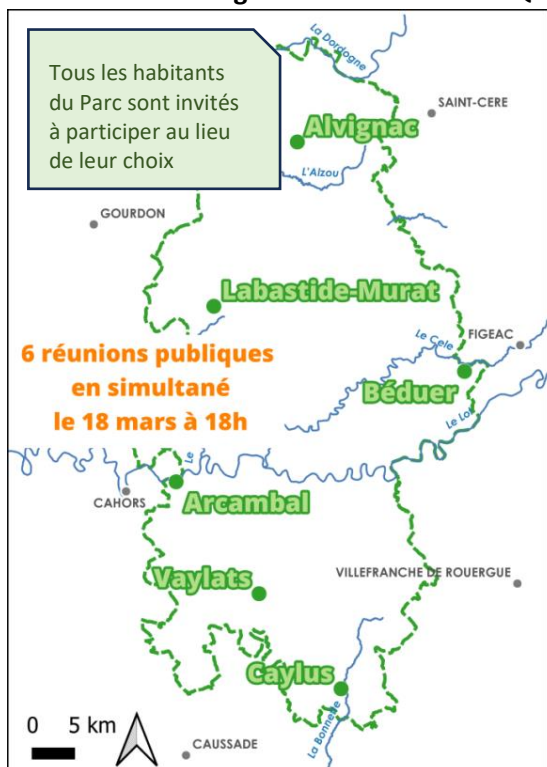 La Dordogne
Tous les habitants
du Parc sont invités
à participer au lieu
de leur choix
SAINT-CERE
Alvignac
L'Alzou
GOURDON
Labastide-Murat
6 réunions publiques
en simultané
le 18 mars à 18h
Le Cele
FIGEAC
Béduer
Le Lot
Le
CAHORS
Arcambal
Vaylats
VILLEFRANCHE DE ROUERGUE
Caylus
La Bonnette
0 5 km
CAUSSADE